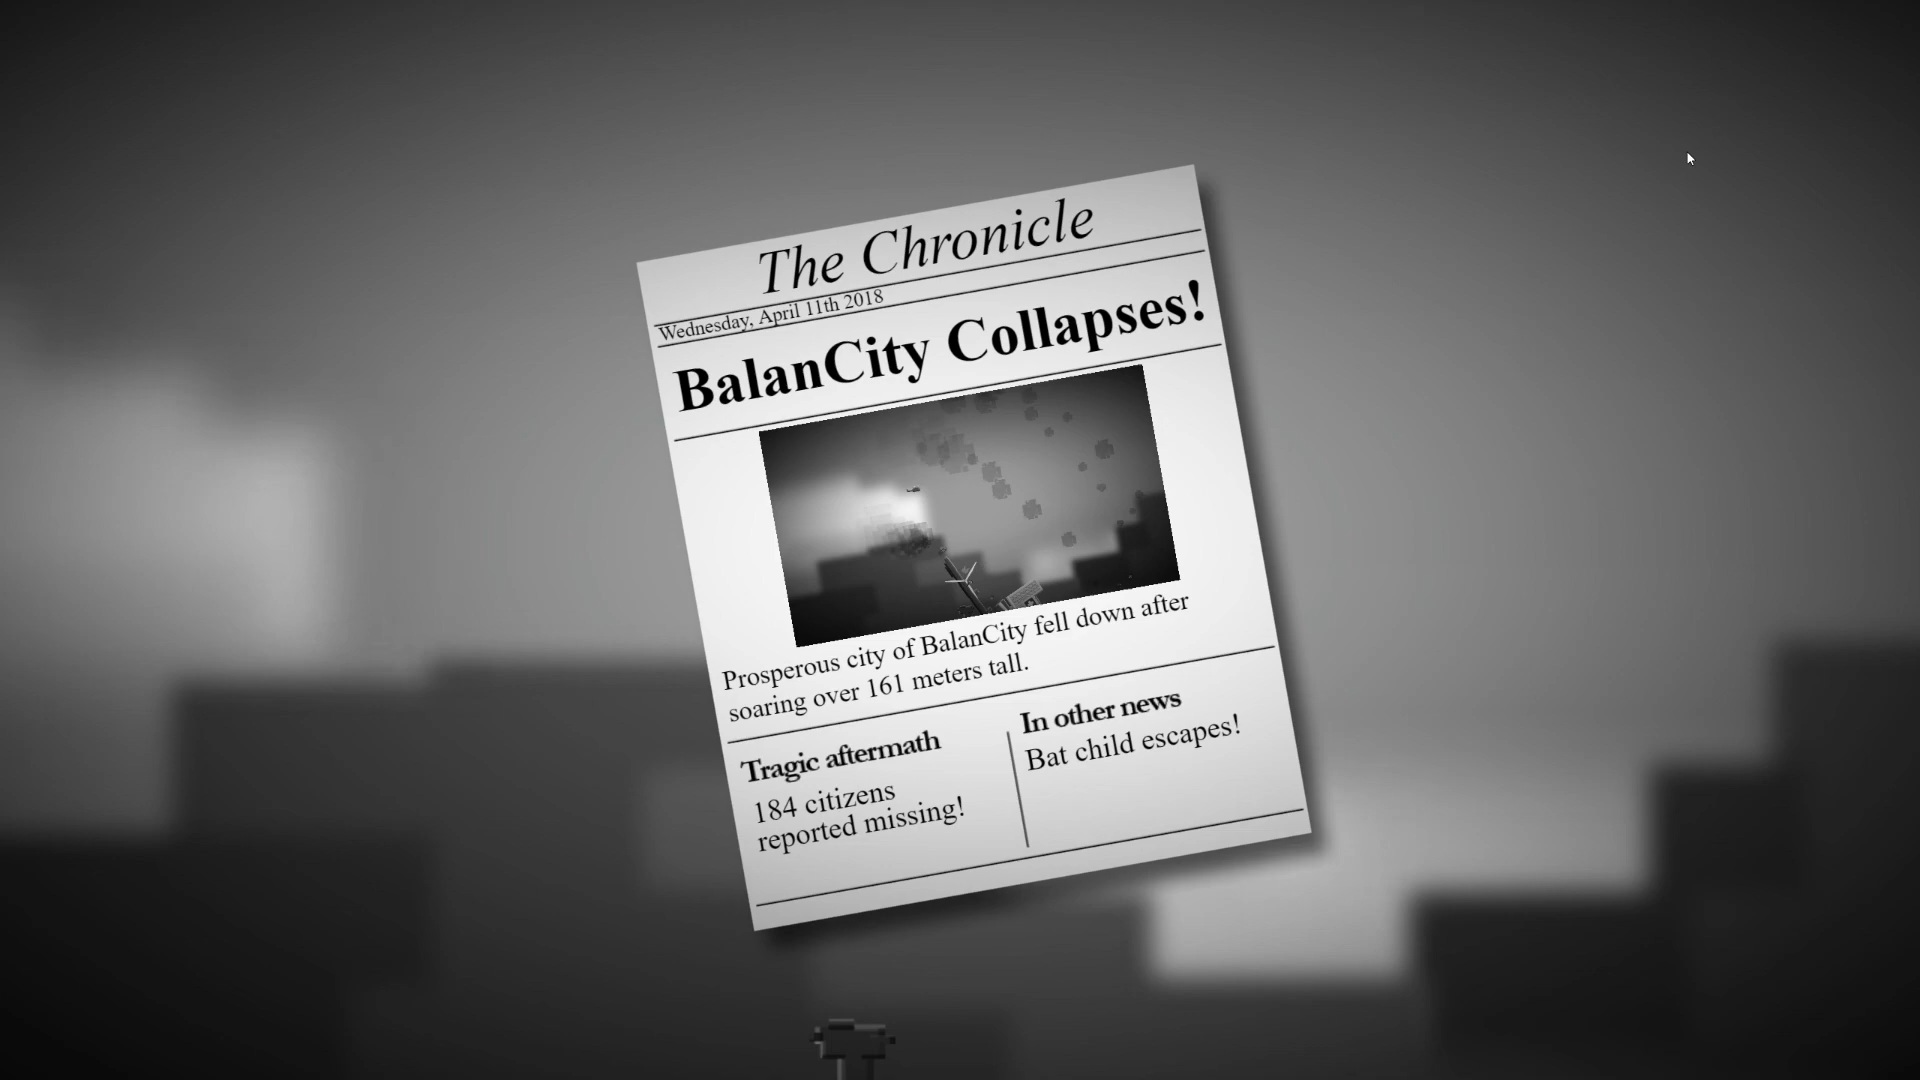 The Chronicle
Wednesday, April 11th 2018
BalanCity Collapses!
Prosperous city of BalanCity fell down after
soaring over 161 meters tall.
Tragic aftermath
184 citizens
reported missing!
In other news
Bat child escapes!